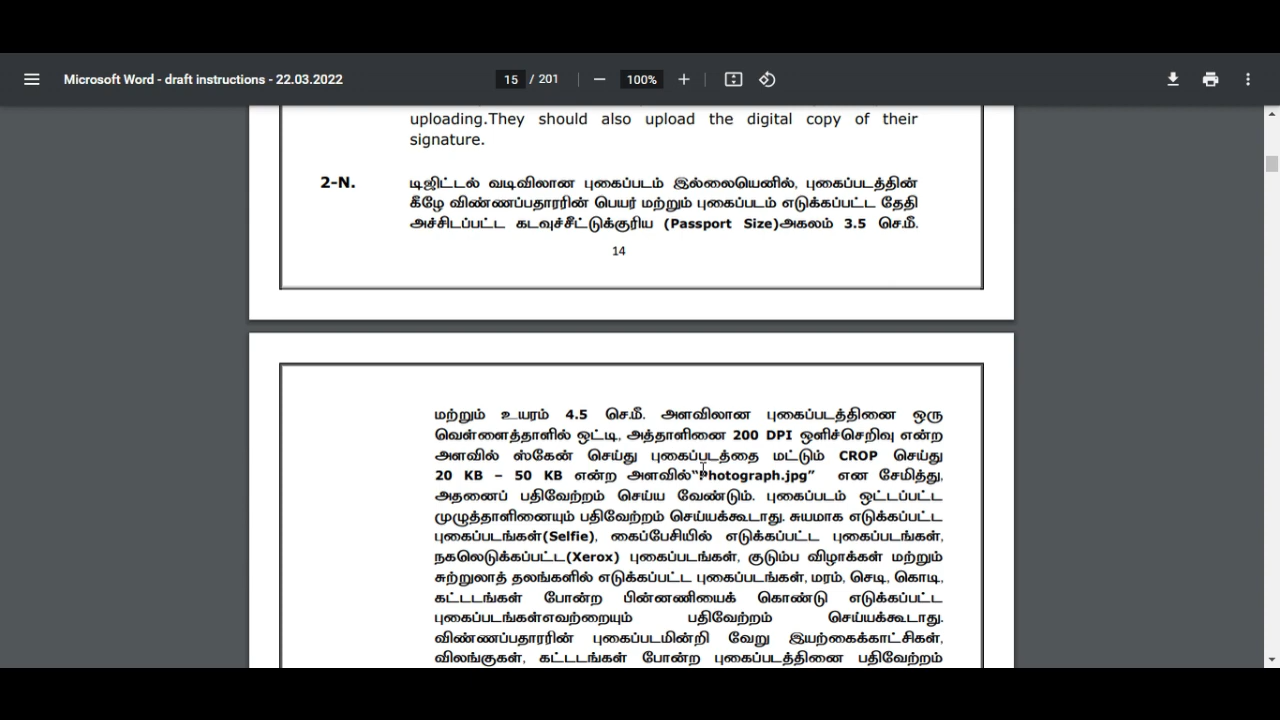 Microsoft Word - draft instructions - 22.03.2022
15 / 201
100%
uploading.They should also upload the digital copy of their
signature.
2-N. டிஜிட்டல் வடிவிலான புகைப்படம் இல்லையெனில், புகைப்படத்தின்
கீழே விண்ணப்பதாரரின் பெயர் மற்றும் புகைப்படம் எடுக்கப்பட்ட தேதி
அச்சிடப்பட்ட கடவுச்சீட்டுக்குரிய (Passport Size)அகலம் 3.5 செ.மீ.
14
மற்றும் உயரம் 4.5 செ.மீ. அளவிலான புகைப்படத்தினை ஒரு
வெள்ளைத்தாளில் ஒட்டி, அத்தாளினை 200 DPI ஒளிச்செறிவு என்ற
அளவில் ஸ்கேன் செய்து புகைப்படத்தை மட்டும் CROP செய்து
20 KB – 50 KB என்ற அளவில்“Photograph.jpg” என சேமித்து,
அதனைப் பதிவேற்றம் செய்ய வேண்டும். புகைப்படம் ஒட்டப்பட்ட
முழுத்தாளினையும் பதிவேற்றம் செய்யக்கூடாது. சுயமாக எடுக்கப்பட்ட
புகைப்படங்கள்(Selfie), கைப்பேசியில் எடுக்கப்பட்ட புகைப்படங்கள்,
நகலெடுக்கப்பட்ட(Xerox) புகைப்படங்கள், குடும்ப விழாக்கள் மற்றும்
சுற்றுலாத் தலங்களில் எடுக்கப்பட்ட புகைப்படங்கள், மரம், செடி, கொடி,
கட்டடங்கள் போன்ற பின்னணியைக் கொண்டு எடுக்கப்பட்ட
புகைப்படங்கள்எவற்றையும் பதிவேற்றம் செய்யக்கூடாது.
விண்ணப்பதாரரின் புகைப்படமின்றி வேறு இயற்கைக்காட்சிகள்,
விலங்குகள், கட்டடங்கள் போன்ற புகைப்படத்தினை பதிவேற்றம்